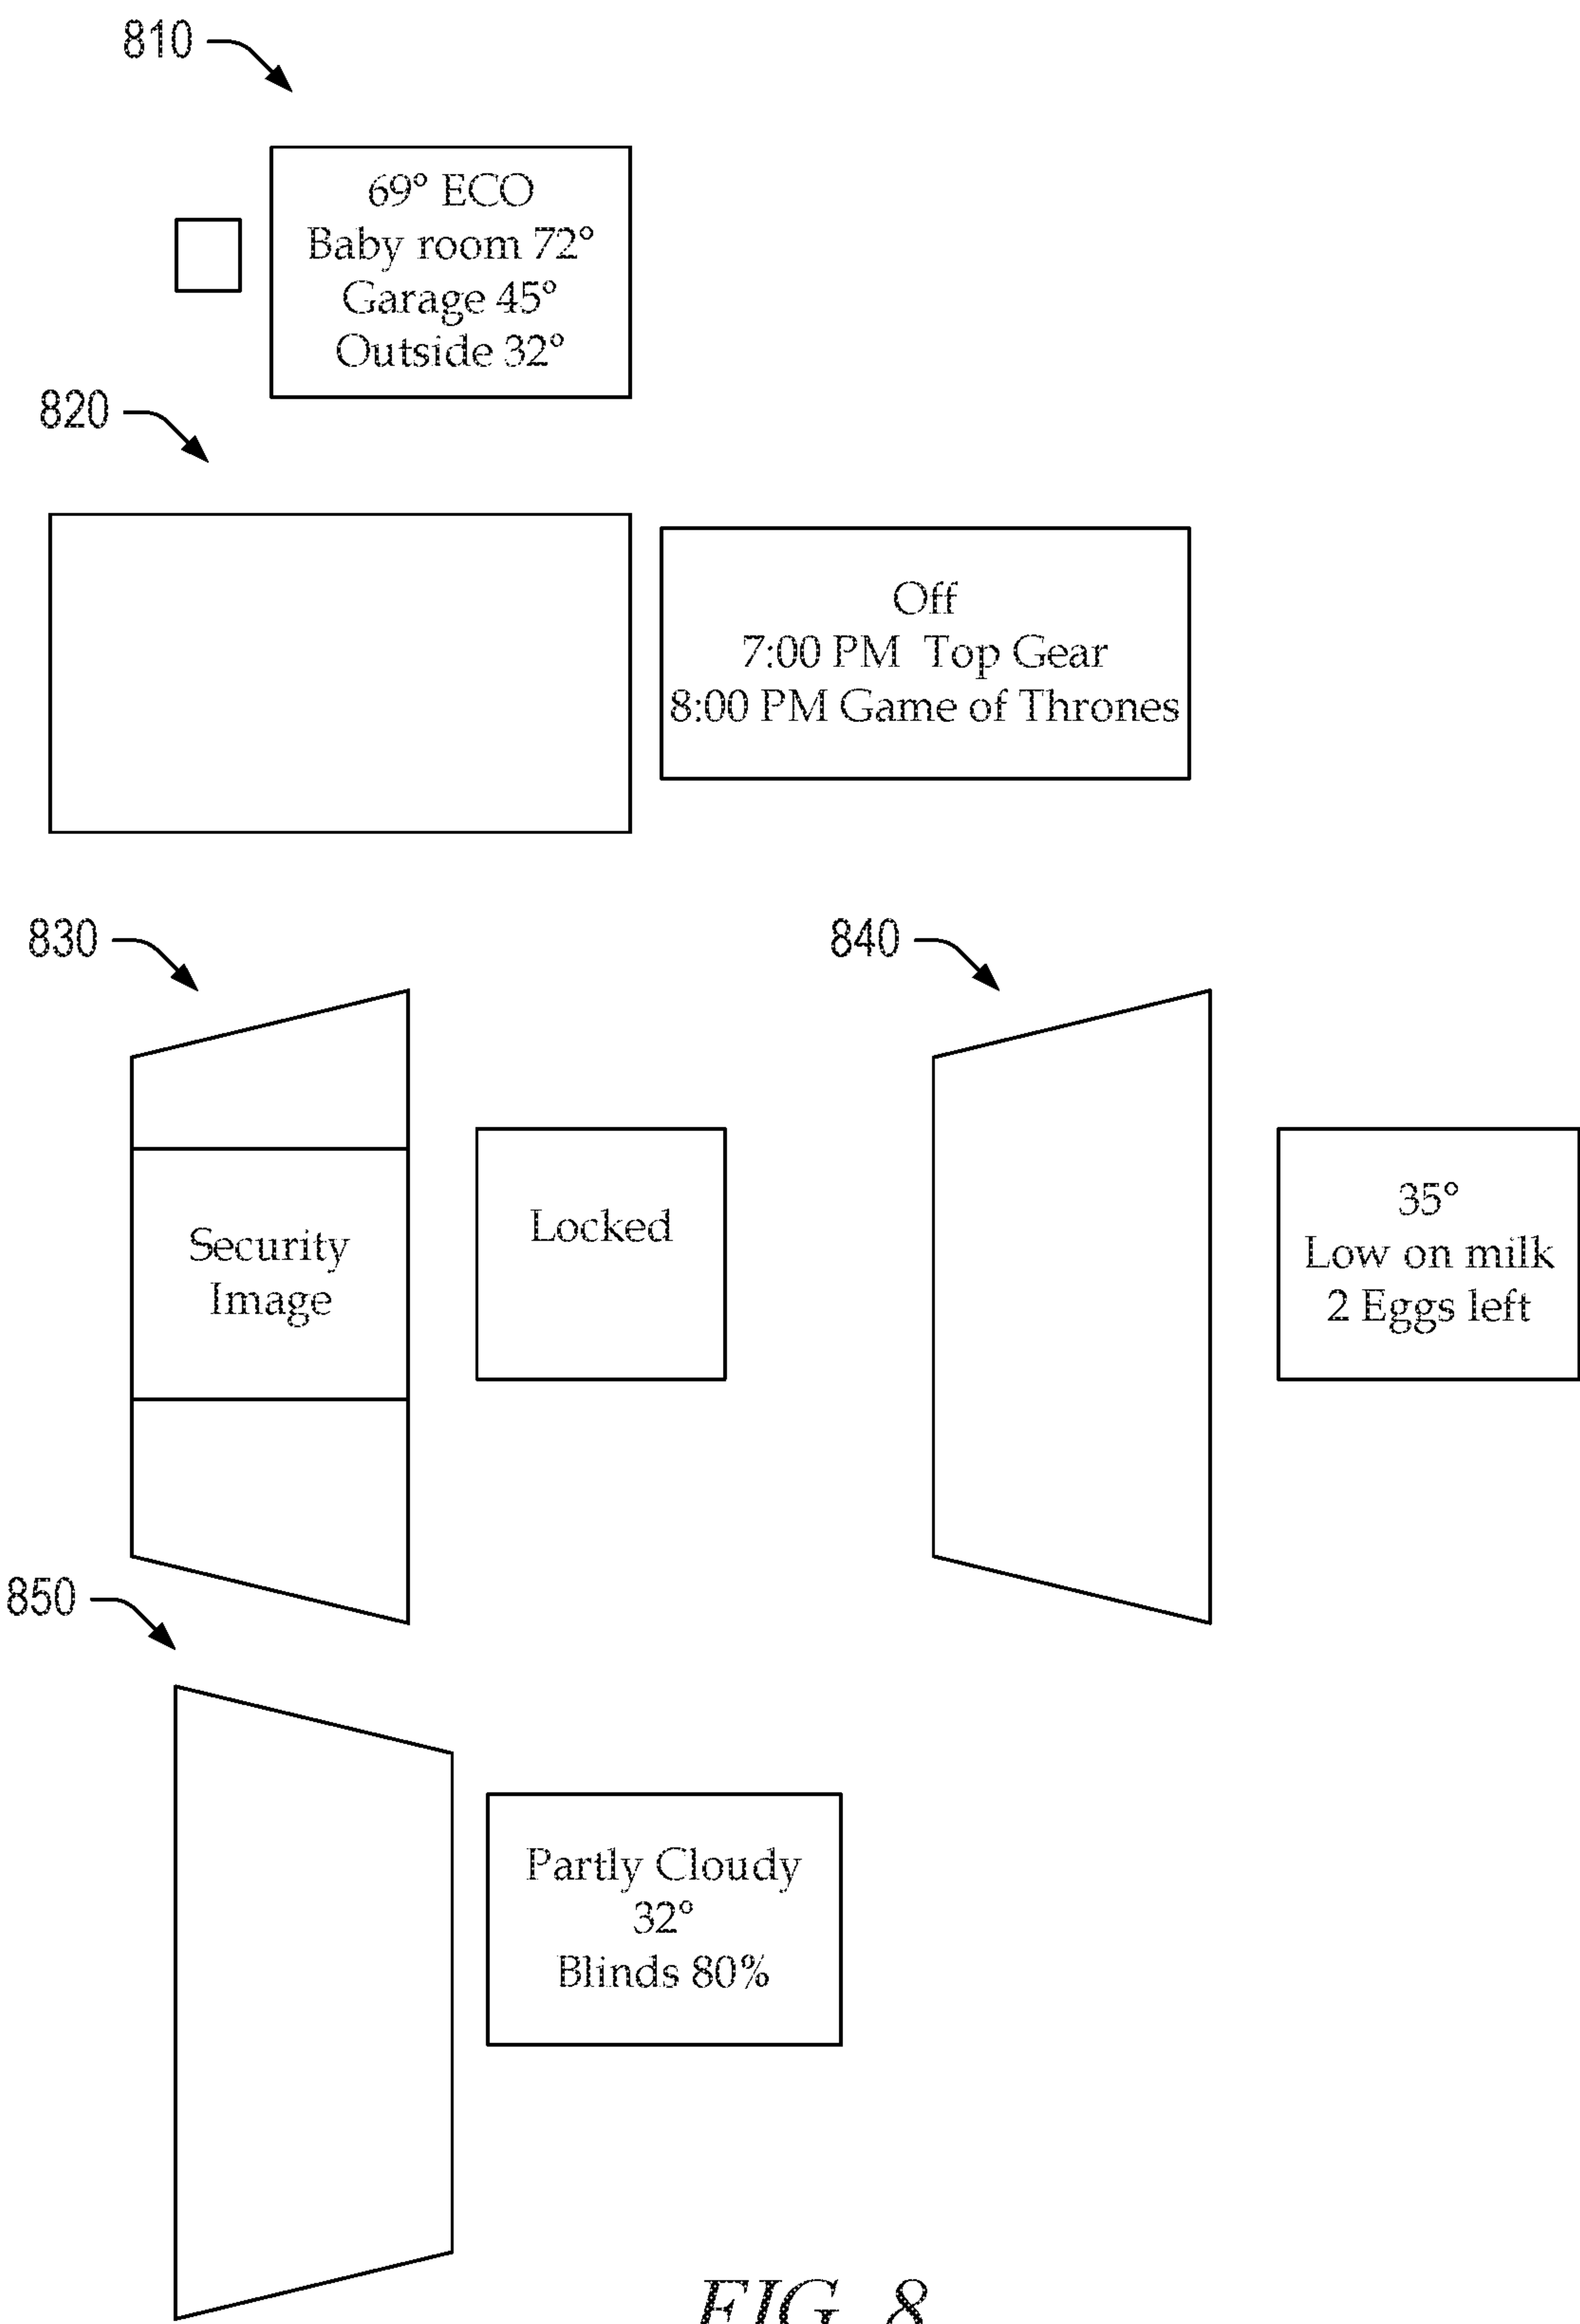 810
69° ECO
Baby room 72°
Garage 45°
Outside 32°
820
Off
7:00 PM  Top Gear
8:00 PM Game of Thrones
830
Security
Image
Locked
840
35°
Low on milk
2 Eggs left
850
Partly Cloudy
32°
Blinds 80%
FIG. 8